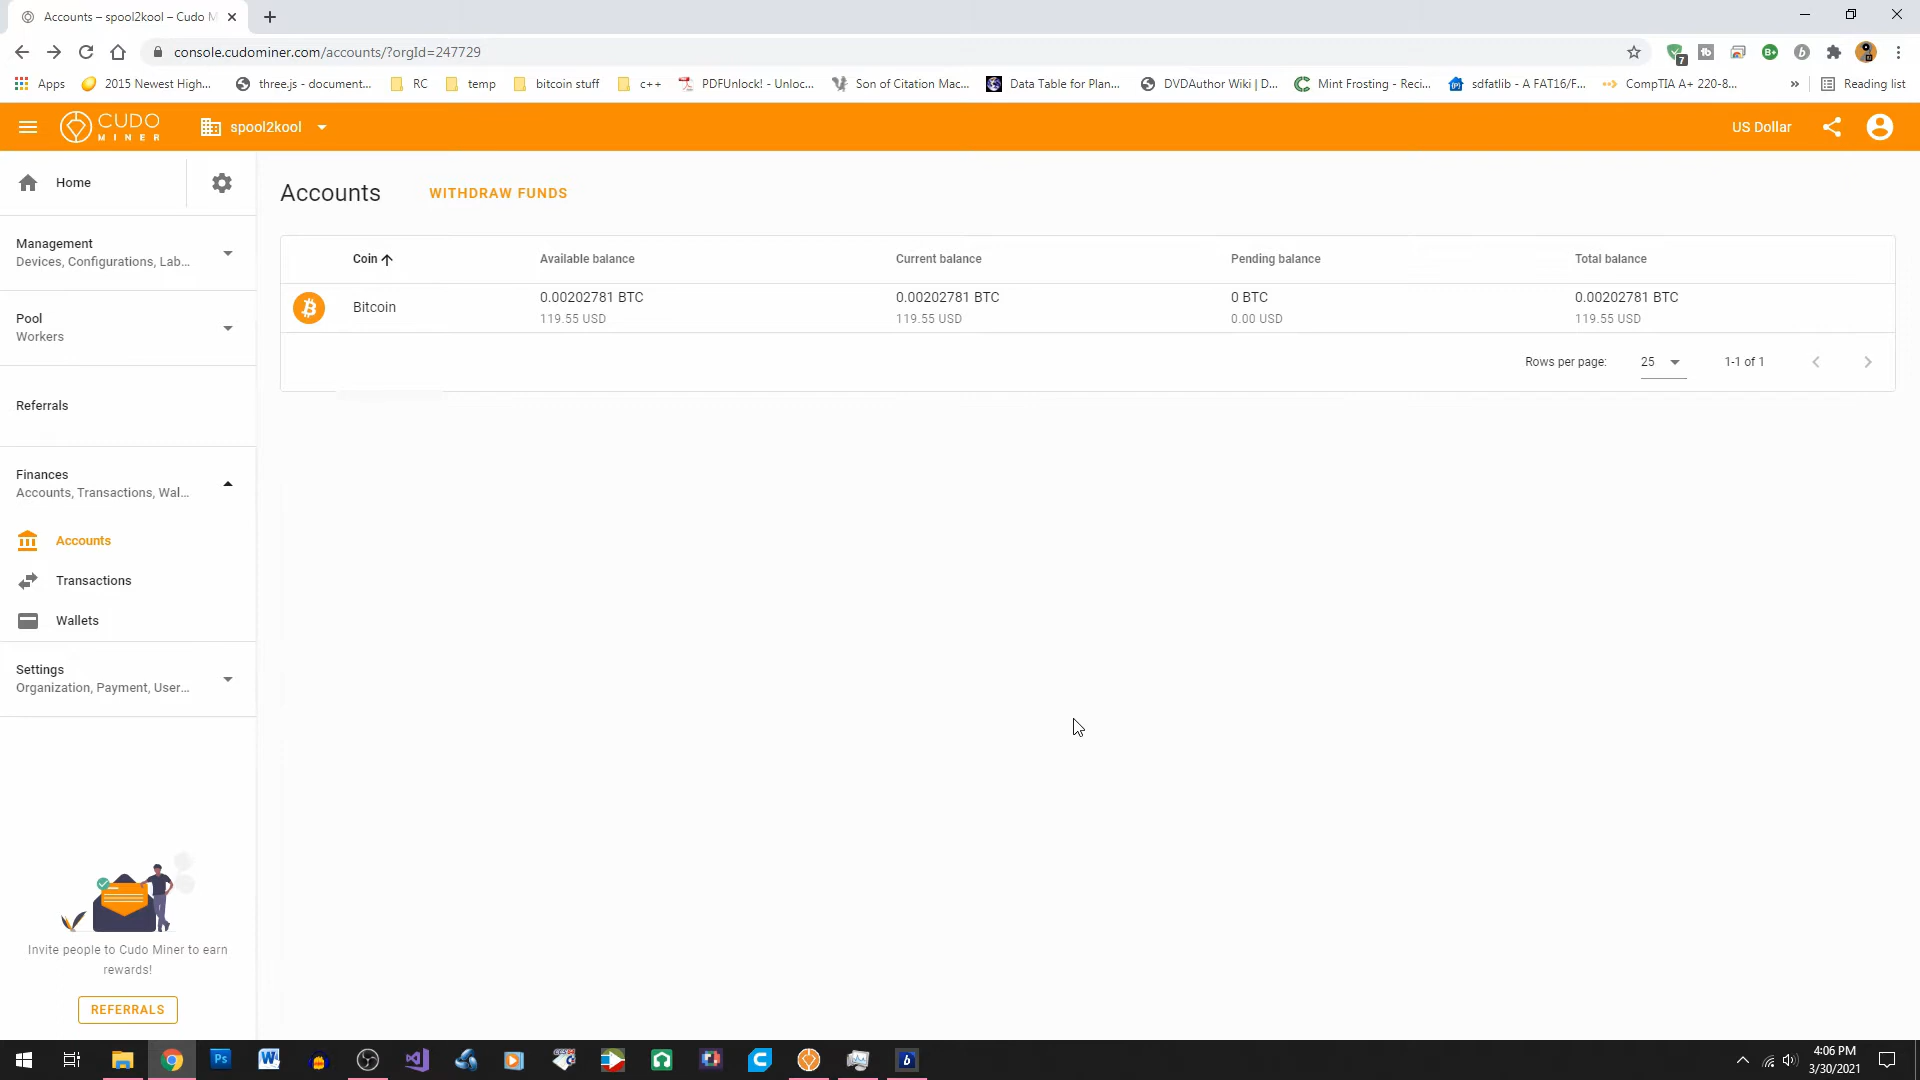 Accounts – spool2kool – Cudo M
console.cudominer.com/accounts/?orgId=247729
7
Apps
2015 Newest High...
three.js - document...
RC
temp
bitcoin stuff
c++
PDFUnlock! - Unloc...
Son of Citation Mac...
Data Table for Plan...
DVDAuthor Wiki | D...
Mint Frosting - Reci...
sdfatlib - A FAT16/F...
CompTIA A+ 220-8...
»
Reading list
CUDO
MINER
spool2kool
US Dollar
Home
Management
Devices, Configurations, Lab...
Pool
Workers
Referrals
Finances
Accounts, Transactions, Wal...
Accounts
Transactions
Wallets
Settings
Organization, Payment, User...
Invite people to Cudo Miner to earn
rewards!
REFERRALS
Accounts
WITHDRAW FUNDS
Coin
Available balance
Current balance
Pending balance
Total balance
Bitcoin
0.00202781 BTC
119.55 USD
0.00202781 BTC
119.55 USD
0 BTC
0.00 USD
0.00202781 BTC
119.55 USD
Rows per page:
25
1-1 of 1
Ps
W
b
4:06 PM
3/30/2021